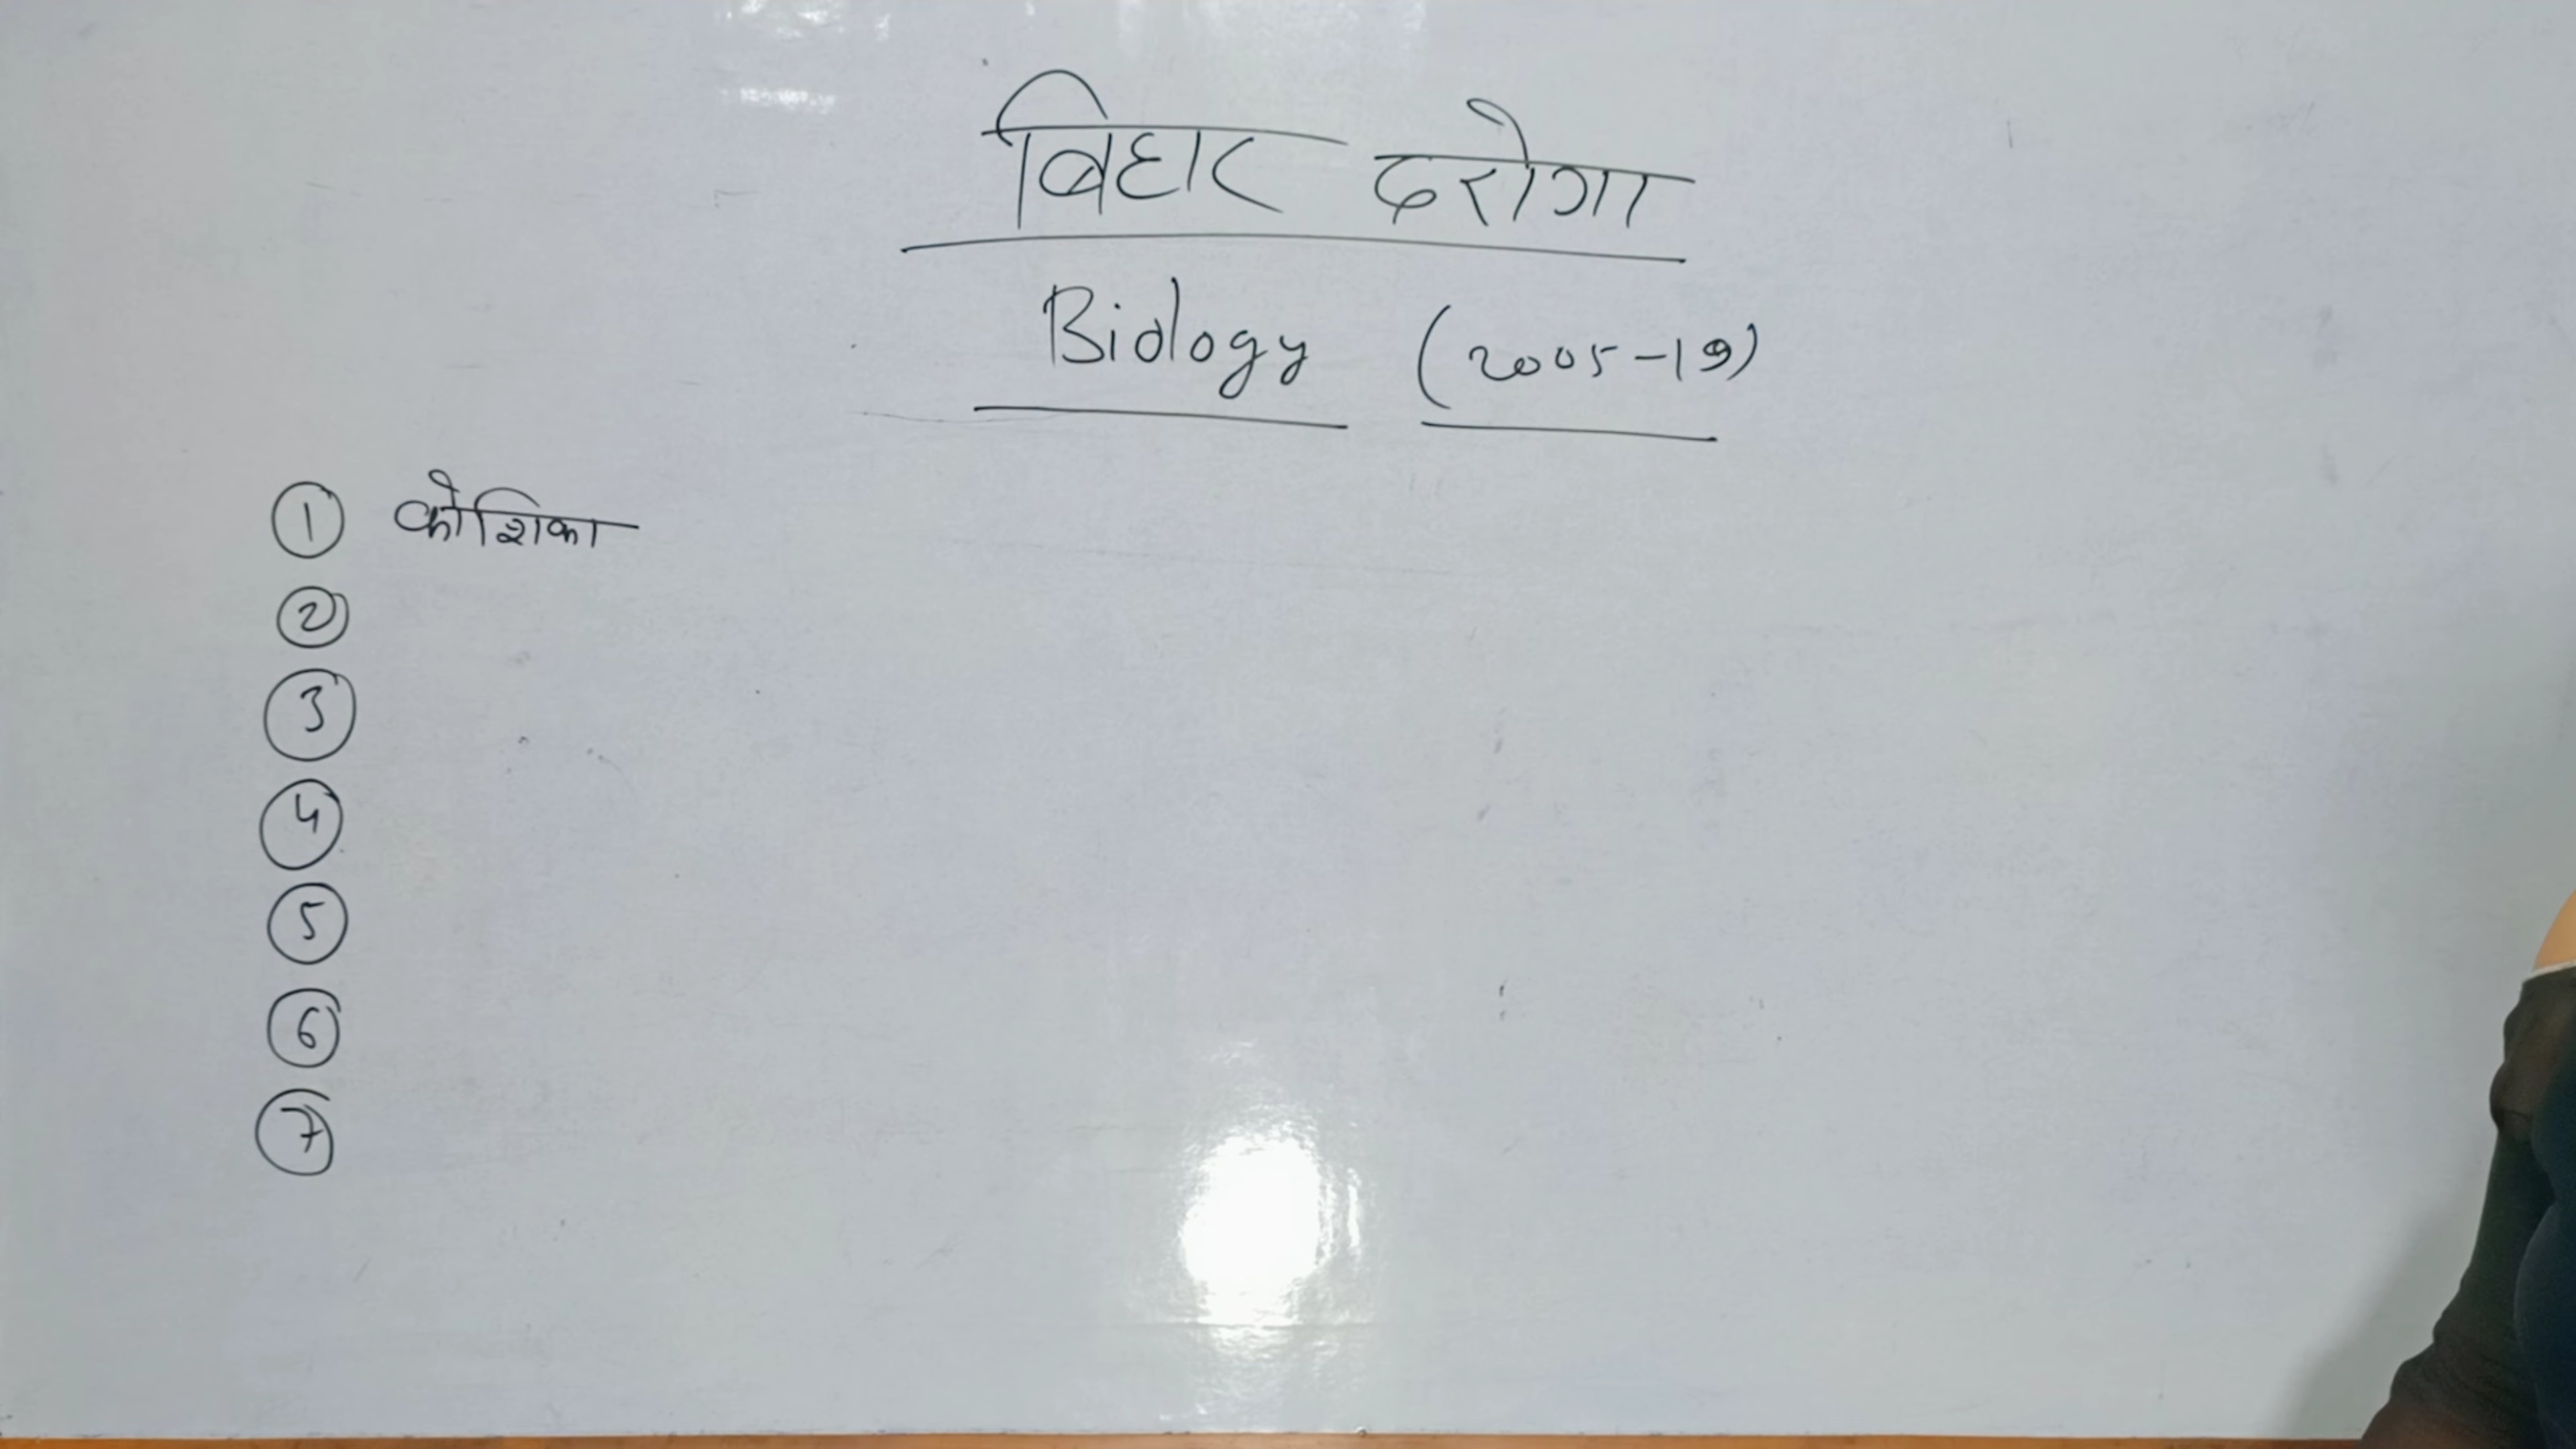 बिहार दरोगा
Biology (2005-19)
① कोशिका
②
③
④
⑤
⑥
⑦